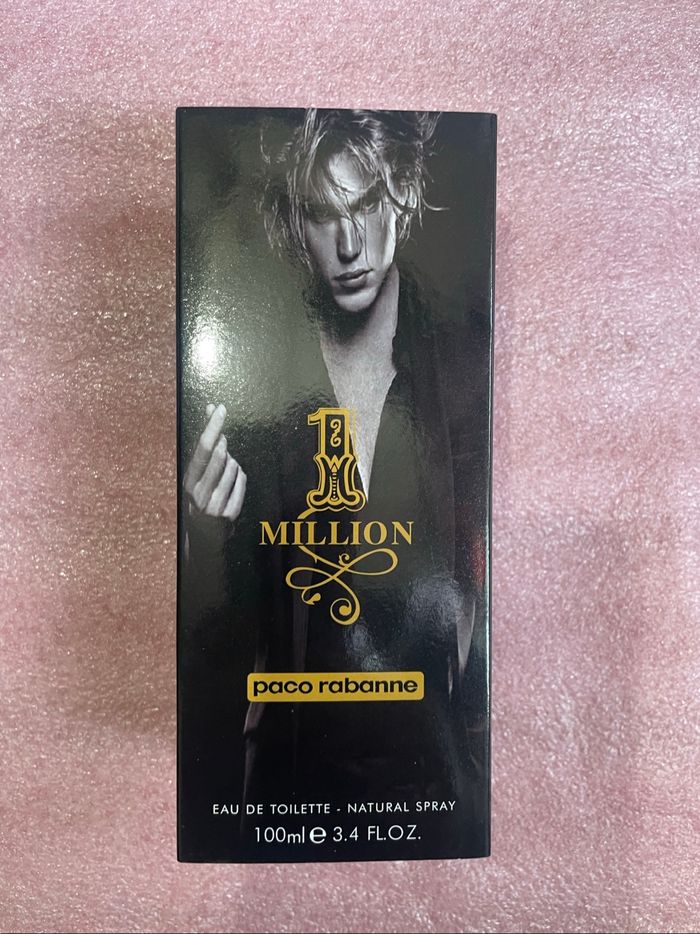 1
MILLION
paco rabanne
EAU DE TOILETTE - NATURAL SPRAY
100ml e 3.4 FL.OZ.